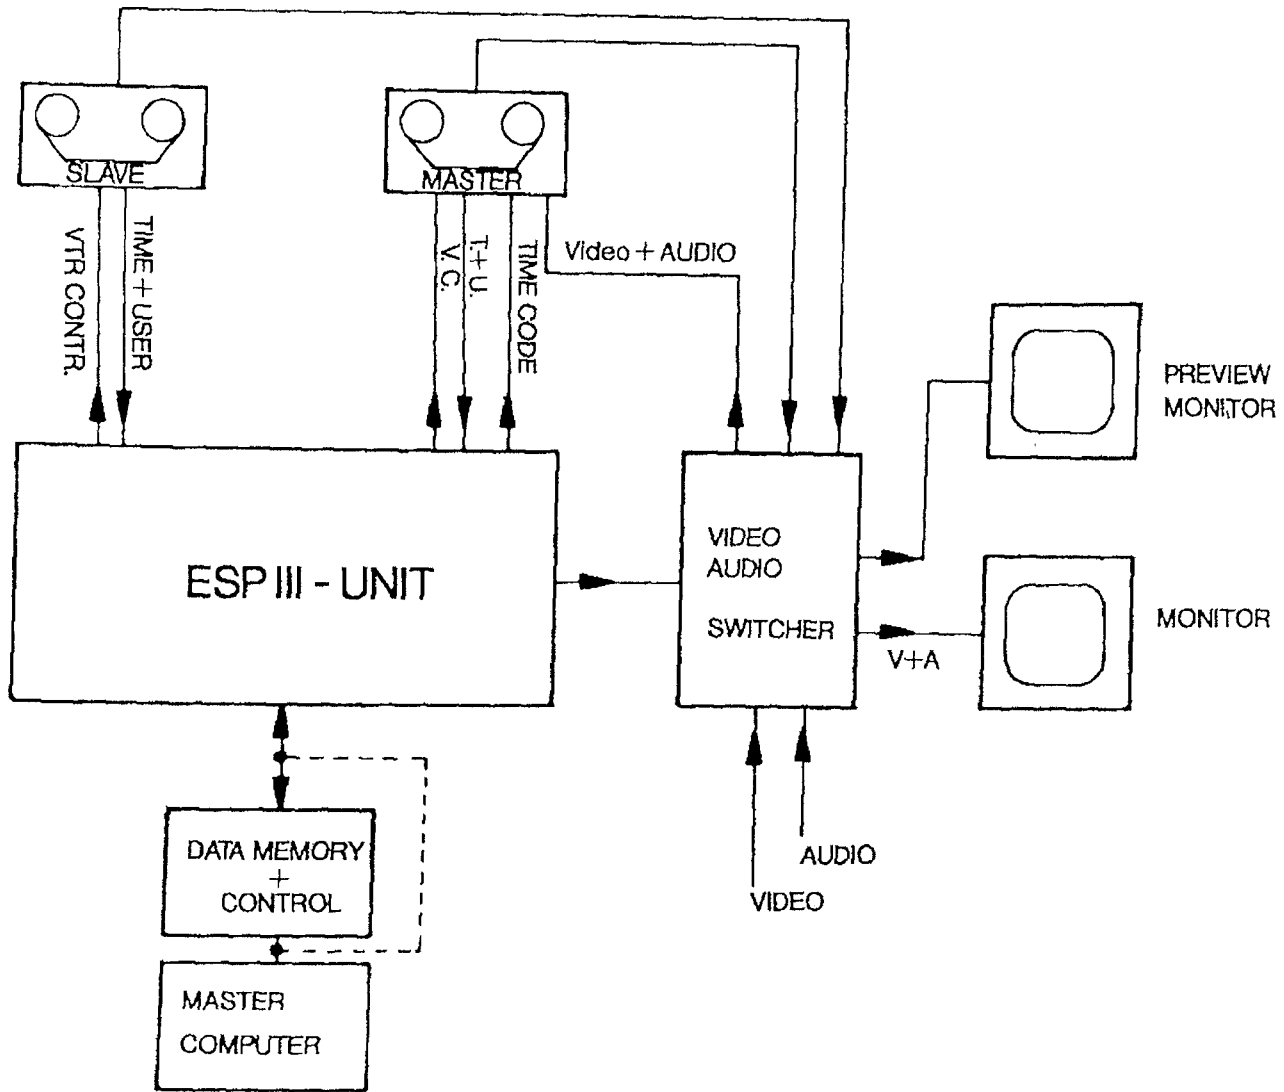 SLAVE
MASTER
VTR CONTR.
TIME + USER
V. C.
T. + U.
TIME CODE
Video + AUDIO
PREVIEW
MONITOR
ESP III - UNIT
VIDEO
AUDIO
SWITCHER
MONITOR
V+A
DATA MEMORY
+
CONTROL
AUDIO
VIDEO
MASTER
COMPUTER